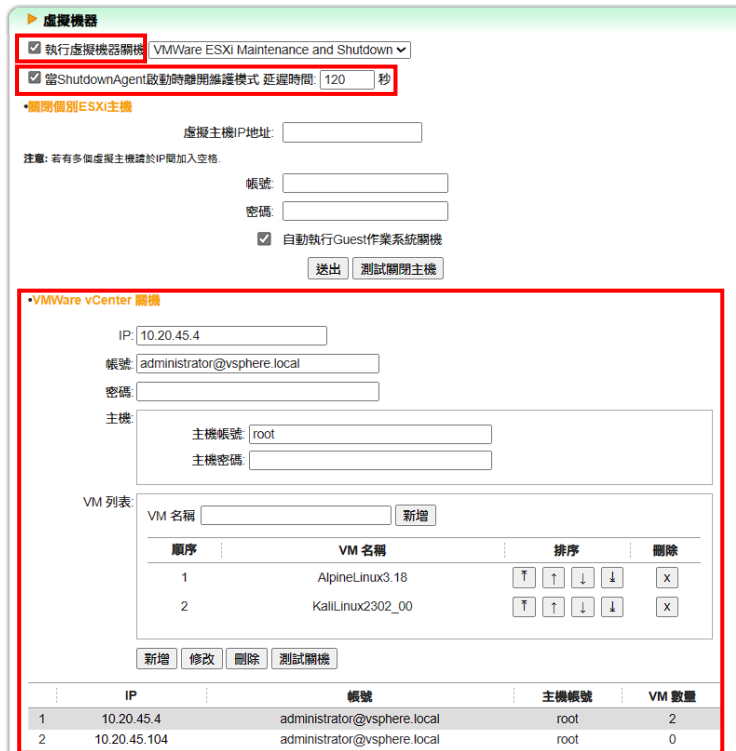 虛擬機器
執行虛擬機器關機 VMWare ESXi Maintenance and Shutdown
當ShutdownAgent啟動時離開維護模式 延遲時間: 120 秒
•關閉個別ESXi主機
虛擬主機IP地址:
注意: 若有多個虛擬主機請於IP間加入空格.
帳號:
密碼:
自動執行Guest作業系統關機
送出 測試關閉主機
•VMWare vCenter 關機
IP: 10.20.45.4
帳號: administrator@vsphere.local
密碼:
主機:
主機帳號: root
主機密碼:
VM 列表:
VM 名稱 新增
順序 VM 名稱 排序 刪除
1 AlpineLinux3.18 ⤒ ↑ ↓ ⤓ x
2 KaliLinux2302_00 ⤒ ↑ ↓ ⤓ x
新增 修改 刪除 測試關機
IP 帳號 主機帳號 VM 數量
1 10.20.45.4 administrator@vsphere.local root 2
2 10.20.45.104 administrator@vsphere.local root 0